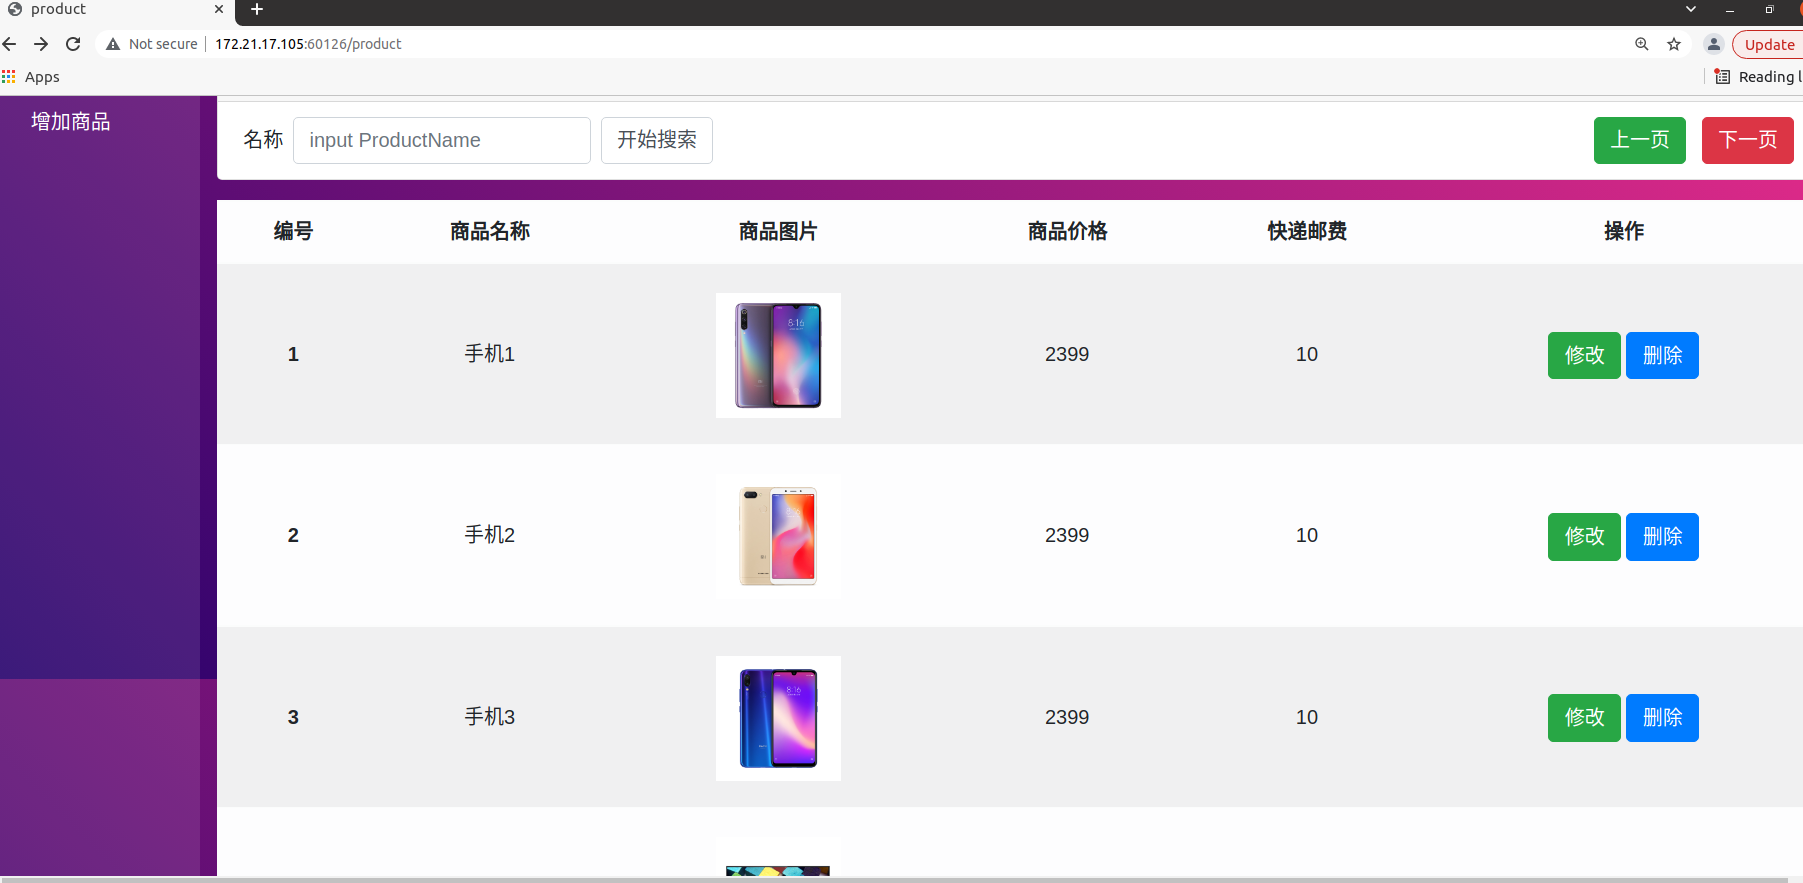 product
Not secure
172.21.17.105:60126/product
Update
Apps
Reading l
增加商品
名称 input ProductName 开始搜索 上一页 下一页
编号 商品名称 商品图片 商品价格 快递邮费 操作
8:16
1 手机1 2399 10 修改 删除
2 手机2 2399 10 修改 删除
8:16
3 手机3 2399 10 修改 删除